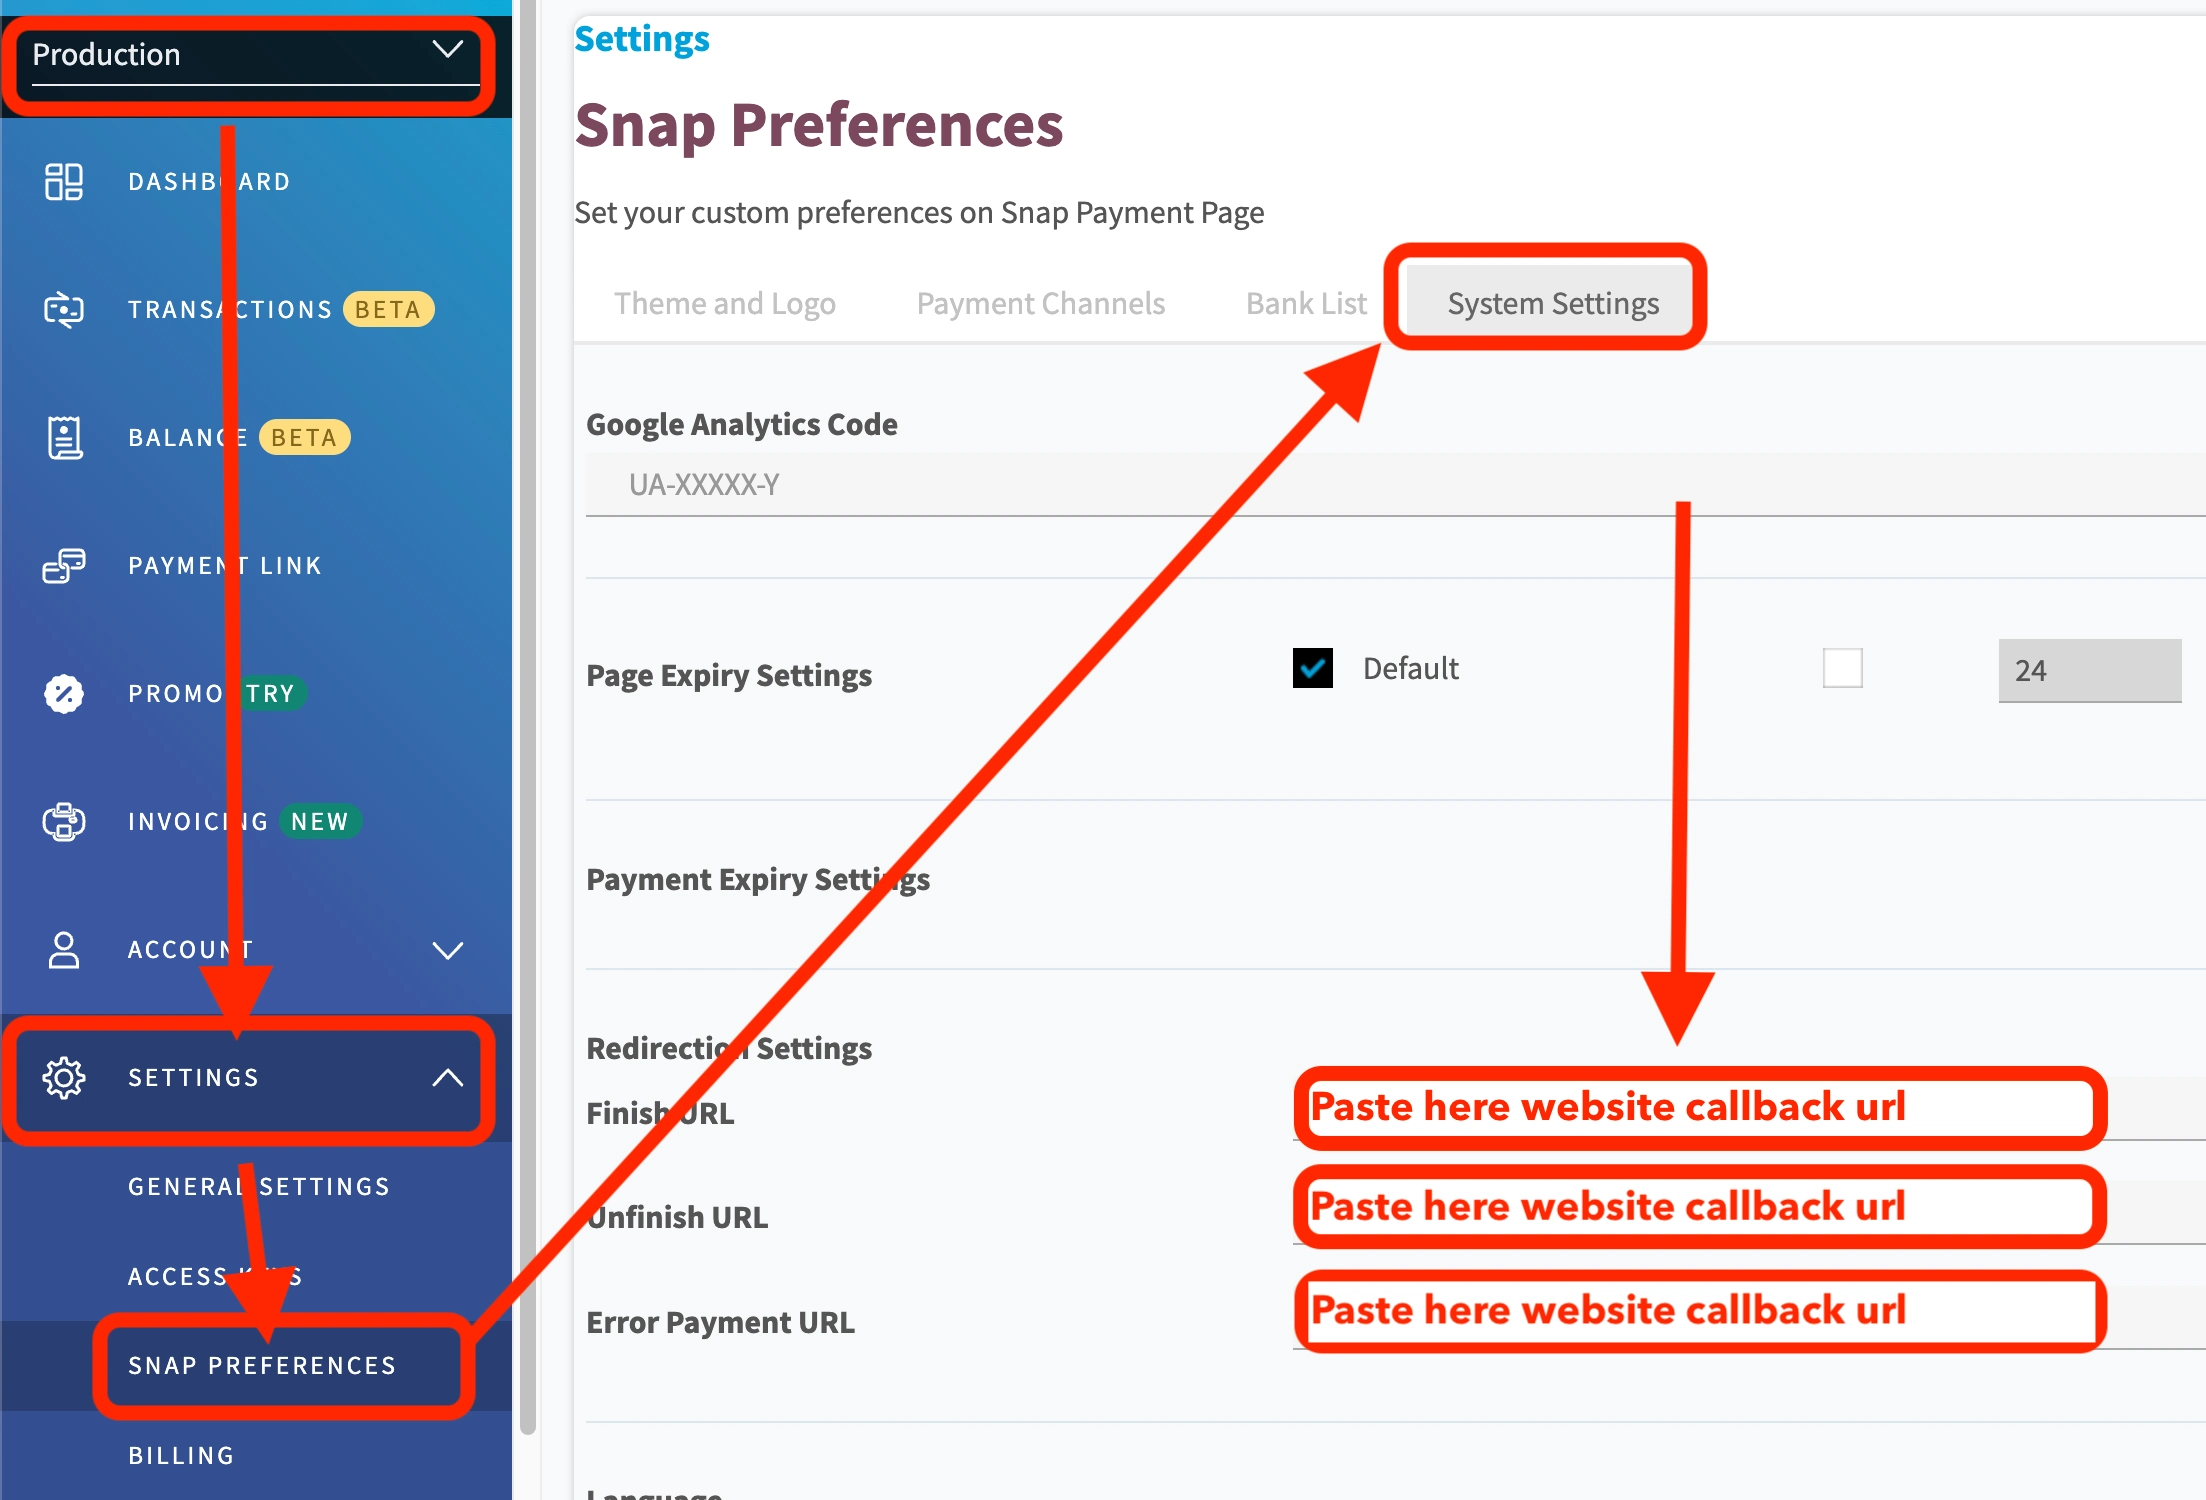 Production
DASHBOARD
TRANSACTIONS BETA
BALANCE BETA
PAYMENT LINK
PROMO TRY
INVOICING NEW
ACCOUNT
SETTINGS
GENERAL SETTINGS
ACCESS KEYS
SNAP PREFERENCES
BILLING
Settings
Snap Preferences
Set your custom preferences on Snap Payment Page
Theme and Logo
Payment Channels
Bank List
System Settings
Google Analytics Code
UA-XXXXX-Y
Page Expiry Settings
Default
24
Payment Expiry Settings
Redirection Settings
Finish URL
Paste here website callback url
Unfinish URL
Paste here website callback url
Error Payment URL
Paste here website callback url
Language